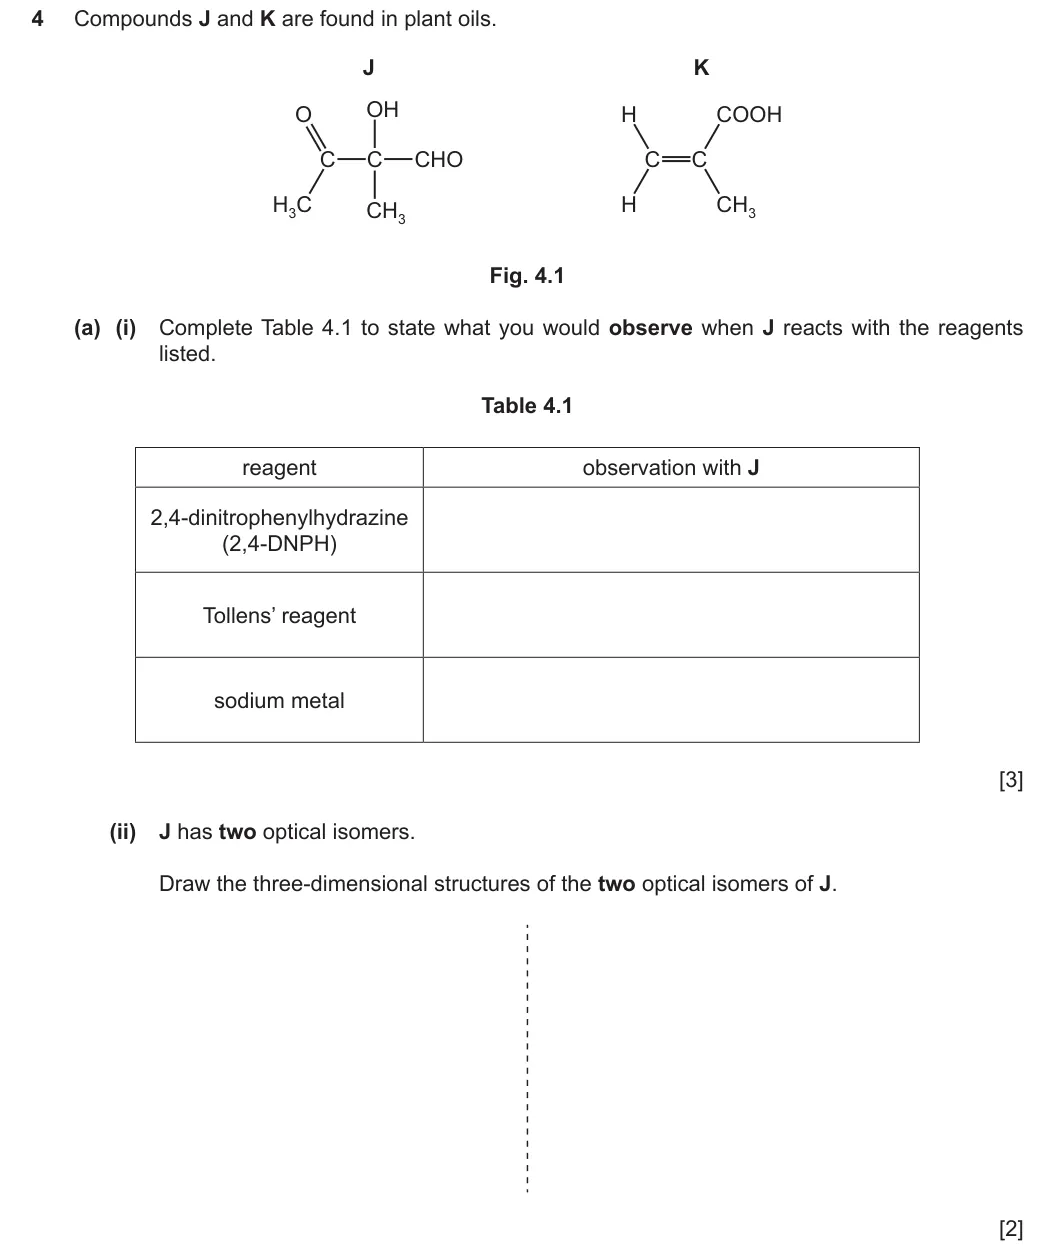 4 Compounds J and K are found in plant oils.
J K
O OH H COOH
C C CHO C C
H₃C CH₃ H CH₃
Fig. 4.1
(a) (i) Complete Table 4.1 to state what you would observe when J reacts with the reagents
listed.
Table 4.1
reagent observation with J
2,4-dinitrophenylhydrazine
(2,4-DNPH)
Tollens’ reagent
sodium metal
[3]
(ii) J has two optical isomers.
Draw the three-dimensional structures of the two optical isomers of J.
[2]